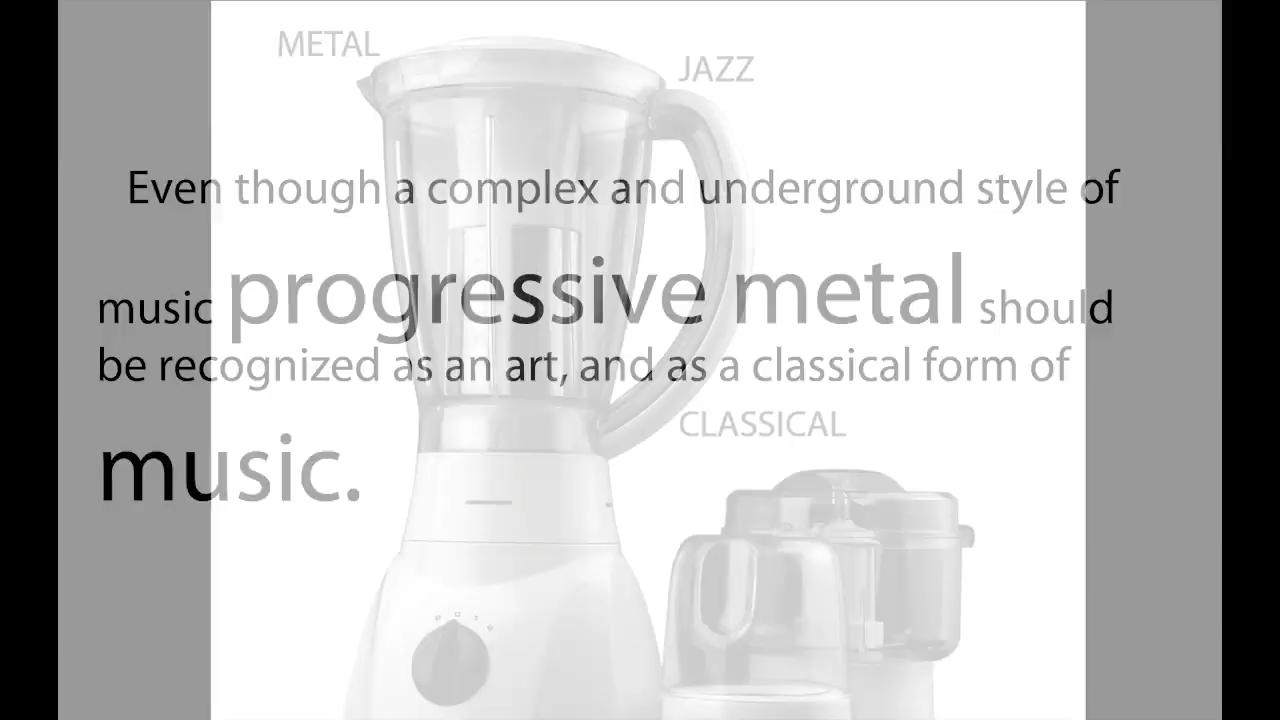 METAL
JAZZ
Even though a complex and underground style of
music progressive metal should
be recognized as an art, and as a classical form of
CLASSICAL
music.